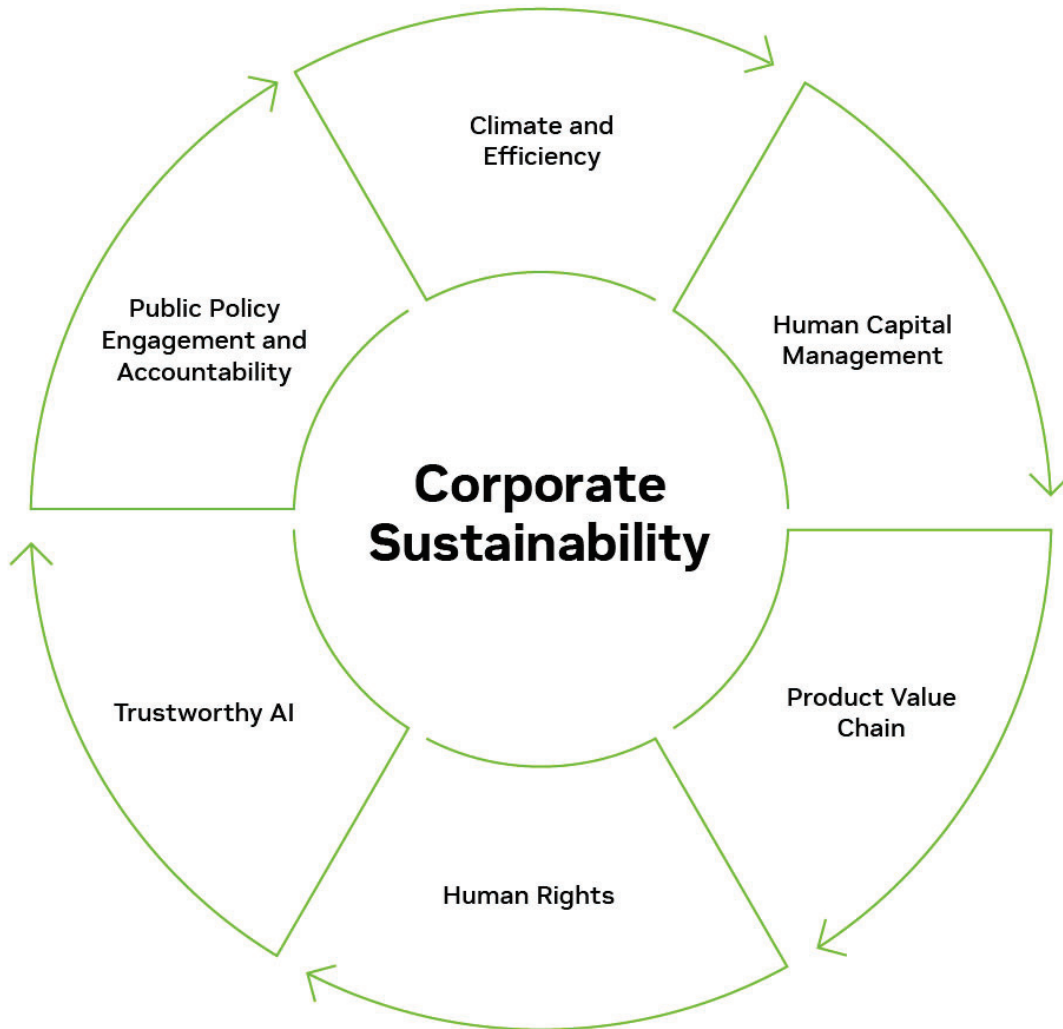 Climate and
Efficiency
Human Capital
Management
Product Value
Chain
Human Rights
Trustworthy AI
Public Policy
Engagement and
Accountability
Corporate
Sustainability